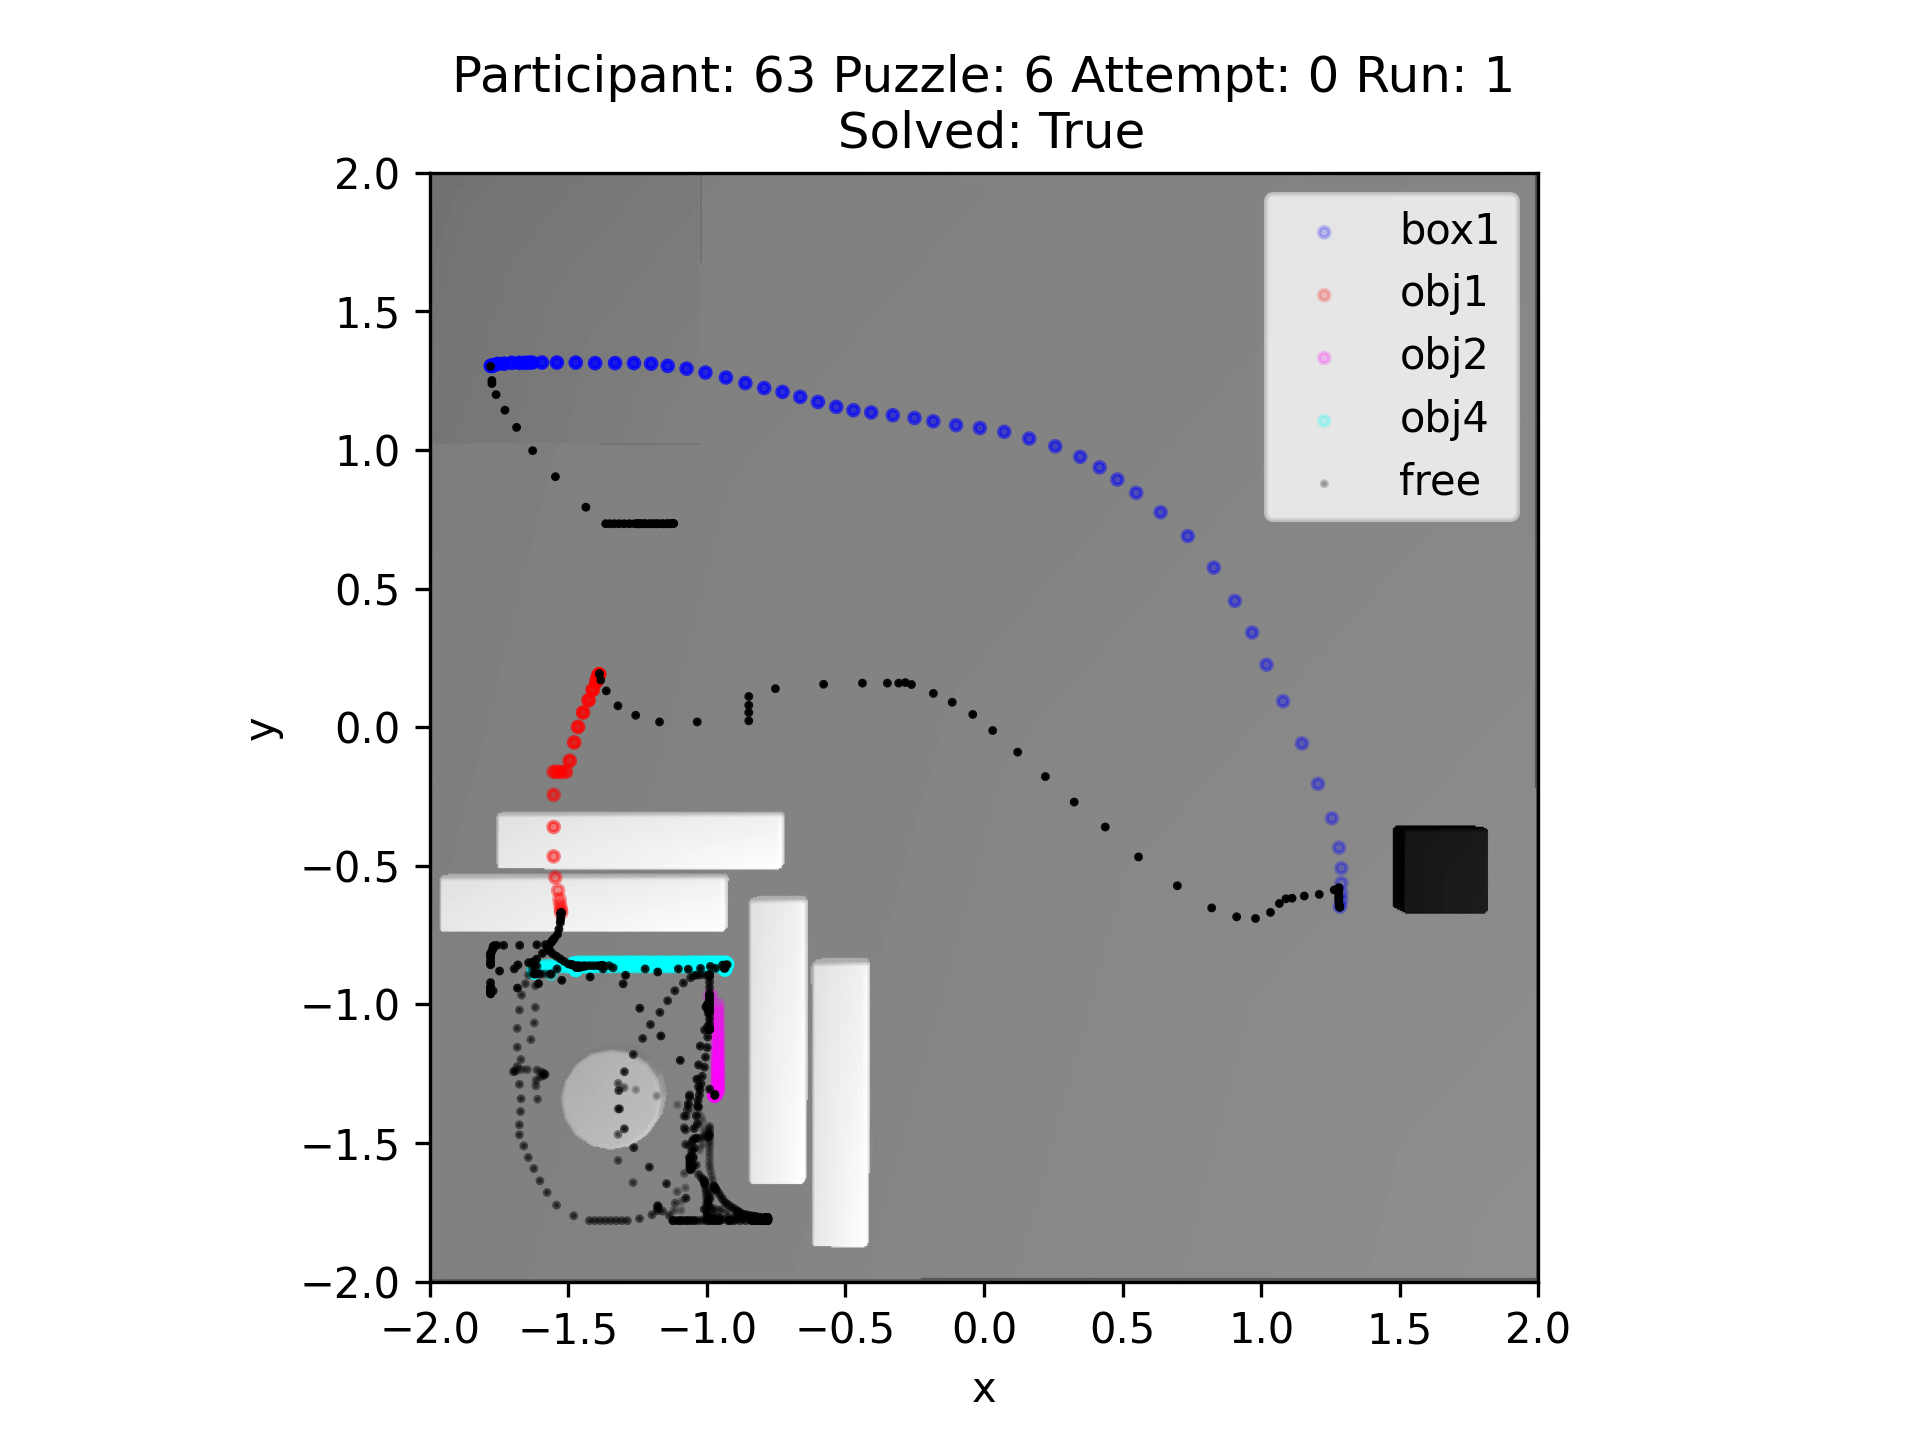 Participant: 63 Puzzle: 6 Attempt: 0 Run: 1
Solved: True
2.0
1.5
1.0
0.5
0.0
−0.5
−1.0
−1.5
−2.0
y
box1
obj1
obj2
obj4
free
−2.0 −1.5 −1.0 −0.5 0.0 0.5 1.0 1.5 2.0
x